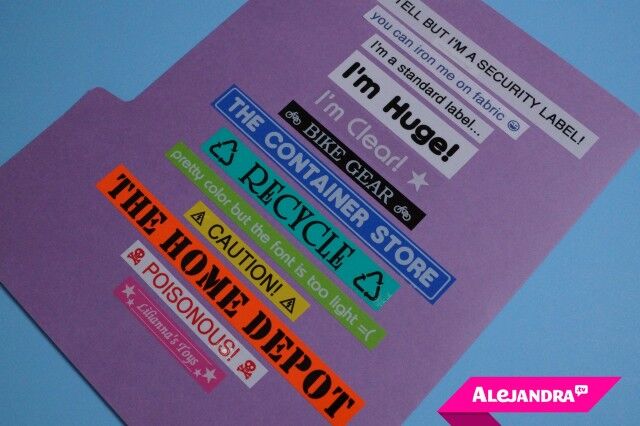 TELL BUT I'M A SECURITY LABEL!
you can iron me on fabric
I'm a standard label...
I'm Huge!
I'm Clear!
BIKE GEAR
THE CONTAINER STORE
RECYCLE
pretty color but the font is too light =(
CAUTION!
THE HOME DEPOT
POISONOUS!
Lilianna's Toys
ALEJANDRA.tv